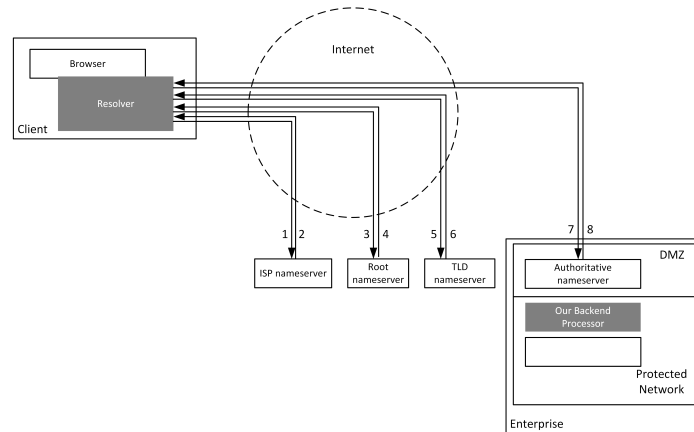 Internet
Browser
Resolver
Client
1 2 3 4 5 6 7 8
ISP nameserver
Root
nameserver
TLD
nameserver
DMZ
Authoritative
nameserver
Our Backend
Processor
Protected
Network
Enterprise